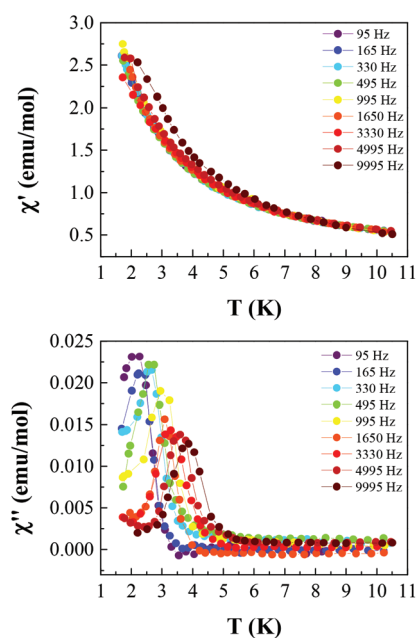 3.0
2.5
2.0
1.5
1.0
0.5
χ' (emu/mol)
95 Hz
165 Hz
330 Hz
495 Hz
995 Hz
1650 Hz
3330 Hz
4995 Hz
9995 Hz
1 2 3 4 5 6 7 8 9 10 11
T (K)
0.025
0.020
0.015
0.010
0.005
0.000
χ'' (emu/mol)
95 Hz
165 Hz
330 Hz
495 Hz
995 Hz
1650 Hz
3330 Hz
4995 Hz
9995 Hz
1 2 3 4 5 6 7 8 9 10 11
T (K)